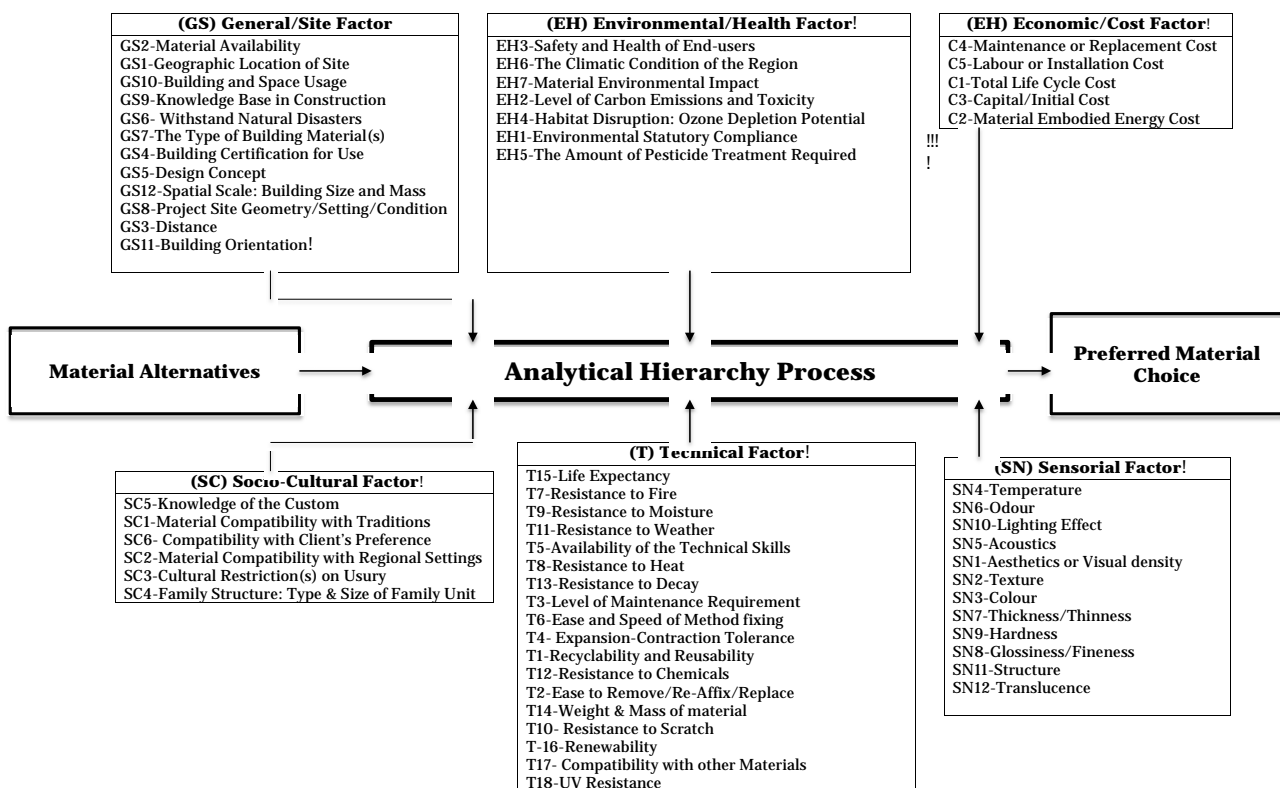 (GS) General/Site Factor
GS2-Material Availability
GS1-Geographic Location of Site
GS10-Building and Space Usage
GS9-Knowledge Base in Construction
GS6- Withstand Natural Disasters
GS7-The Type of Building Material(s)
GS4-Building Certification for Use
GS5-Design Concept
GS12-Spatial Scale: Building Size and Mass
GS8-Project Site Geometry/Setting/Condition
GS3-Distance
GS11-Building Orientation!
(EH) Environmental/Health Factor!
EH3-Safety and Health of End-users
EH6-The Climatic Condition of the Region
EH7-Material Environmental Impact
EH2-Level of Carbon Emissions and Toxicity
EH4-Habitat Disruption: Ozone Depletion Potential
EH1-Environmental Statutory Compliance
EH5-The Amount of Pesticide Treatment Required
(EH) Economic/Cost Factor!
C4-Maintenance or Replacement Cost
C5-Labour or Installation Cost
C1-Total Life Cycle Cost
C3-Capital/Initial Cost
C2-Material Embodied Energy Cost
!!!
!
Material Alternatives
Analytical Hierarchy Process
Preferred Material
Choice
(SC) Socio-Cultural Factor!
SC5-Knowledge of the Custom
SC1-Material Compatibility with Traditions
SC6- Compatibility with Client's Preference
SC2-Material Compatibility with Regional Settings
SC3-Cultural Restriction(s) on Usury
SC4-Family Structure: Type & Size of Family Unit
(T) Technical Factor!
T15-Life Expectancy
T7-Resistance to Fire
T9-Resistance to Moisture
T11-Resistance to Weather
T5-Availability of the Technical Skills
T8-Resistance to Heat
T13-Resistance to Decay
T3-Level of Maintenance Requirement
T6-Ease and Speed of Method fixing
T4- Expansion-Contraction Tolerance
T1-Recyclability and Reusability
T12-Resistance to Chemicals
T2-Ease to Remove/Re-Affix/Replace
T14-Weight & Mass of material
T10- Resistance to Scratch
T-16-Renewability
T17- Compatibility with other Materials
T18-UV Resistance
(SN) Sensorial Factor!
SN4-Temperature
SN6-Odour
SN10-Lighting Effect
SN5-Acoustics
SN1-Aesthetics or Visual density
SN2-Texture
SN3-Colour
SN7-Thickness/Thinness
SN9-Hardness
SN8-Glossiness/Fineness
SN11-Structure
SN12-Translucence